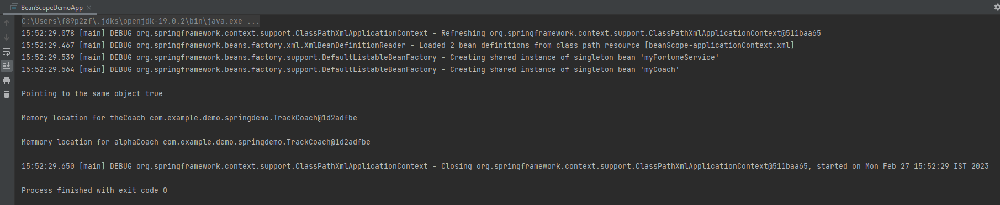 BeanScopeDemoApp
C:\Users\f89p2zf\.jdks\openjdk-19.0.2\bin\java.exe ...
15:52:29.078 [main] DEBUG org.springframework.context.support.ClassPathXmlApplicationContext - Refreshing org.springframework.context.support.ClassPathXmlApplicationContext@511baa65
15:52:29.467 [main] DEBUG org.springframework.beans.factory.xml.XmlBeanDefinitionReader - Loaded 2 bean definitions from class path resource [beanScope-applicationContext.xml]
15:52:29.539 [main] DEBUG org.springframework.beans.factory.support.DefaultListableBeanFactory - Creating shared instance of singleton bean 'myFortuneService'
15:52:29.564 [main] DEBUG org.springframework.beans.factory.support.DefaultListableBeanFactory - Creating shared instance of singleton bean 'myCoach'
Pointing to the same object true
Memory location for theCoach com.example.demo.springdemo.TrackCoach@1d2adfbe
Memmory location for alphaCoach com.example.demo.springdemo.TrackCoach@1d2adfbe
15:52:29.650 [main] DEBUG org.springframework.context.support.ClassPathXmlApplicationContext - Closing org.springframework.context.support.ClassPathXmlApplicationContext@511baa65, started on Mon Feb 27 15:52:29 IST 2023
Process finished with exit code 0